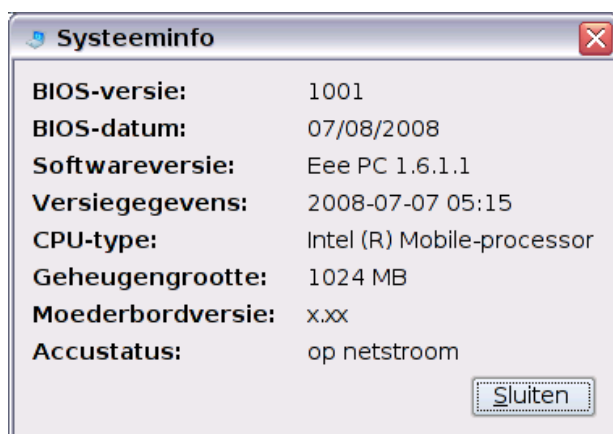 Systeeminfo
BIOS-versie: 1001
BIOS-datum: 07/08/2008
Softwareversie: Eee PC 1.6.1.1
Versiegegevens: 2008-07-07 05:15
CPU-type: Intel (R) Mobile-processor
Geheugengrootte: 1024 MB
Moederbordversie: x.xx
Accustatus: op netstroom
Sluiten